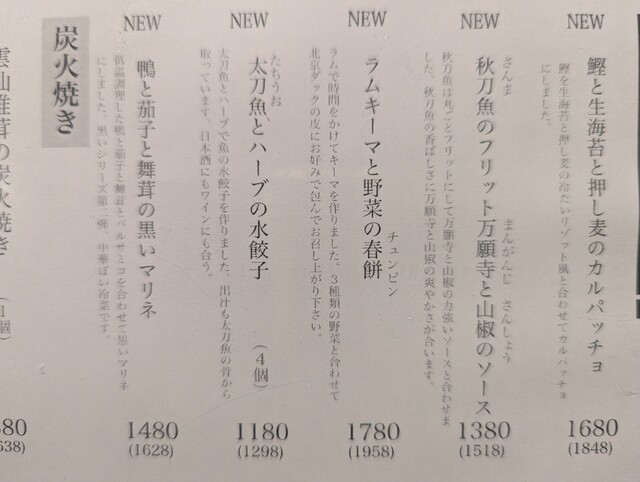 NEW
鰹と生海苔と押し麦のカルパッチョ
鰹を生海苔と押し麦の冷たいリゾット風と合わせてカルパッチョ
にしました。
1680
(1848)
NEW
さんま まんがんじ さんしょう
秋刀魚のフリット万願寺と山椒のソース
秋刀魚は丸ごとフリットにして万願寺と山椒の力強いソースと合わせま
した。秋刀魚の香ばしさに万願寺と山椒の爽やかさが合います。
1380
(1518)
NEW
チュンビン
ラムキーマと野菜の春餅
ラムで時間をかけてキーマを作りました。3種類の野菜と合わせて
北京ダックの皮にお好みで包んでお召し上がり下さい。
1780
(1958)
NEW
たちうお
太刀魚とハーブの水餃子 (4個)
太刀魚とハーブで魚の水餃子を作りました。出汁も太刀魚の骨から
取っています。日本酒にもワインにも合う。
1180
(1298)
NEW
鴨と茄子と舞茸の黒いマリネ
低温調理した鴨と茄子と舞茸とバルサミコを合わせて黒いマリネ
にしました。黒いシリーズ第二弾。中華ぽい冷菜です。
1480
(1628)
炭火焼き
雲仙椎茸の炭火焼き (1個)